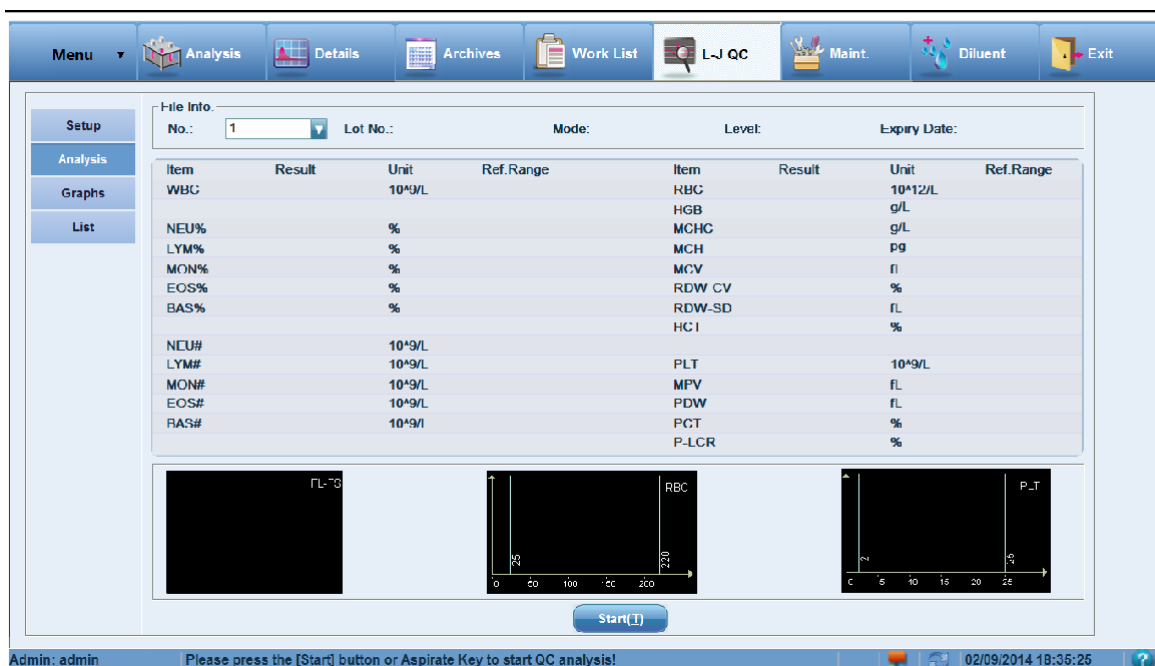 Menu ▼ Analysis Details Archives Work List L-J QC Maint. Diluent Exit
File Info.
Setup
Analysis
Graphs
List
No.: 1 Lot No.: Mode: Level: Expiry Date:
Item Result Unit Ref.Range Item Result Unit Ref.Range
WBC 10^9/L RBC 10^12/L
HGB g/L
NEU% % MCHC g/L
LYM% % MCH pg
MON% % MCV fL
EOS% % RDW-CV %
BAS% % RDW-SD fL
HCT %
NEU# 10^9/L
LYM# 10^9/L PLT 10^9/L
MON# 10^9/L MPV fL
EOS# 10^9/L PDW fL
BAS# 10^9/L PCT %
P-LCR %
FL-FS
RBC
25 220
0 50 100 150 200
PLT
2 25
0 5 10 15 20 25
Start(T)
Admin: admin Please press the [Start] button or Aspirate Key to start QC analysis! 02/09/2014 18:35:25 ?